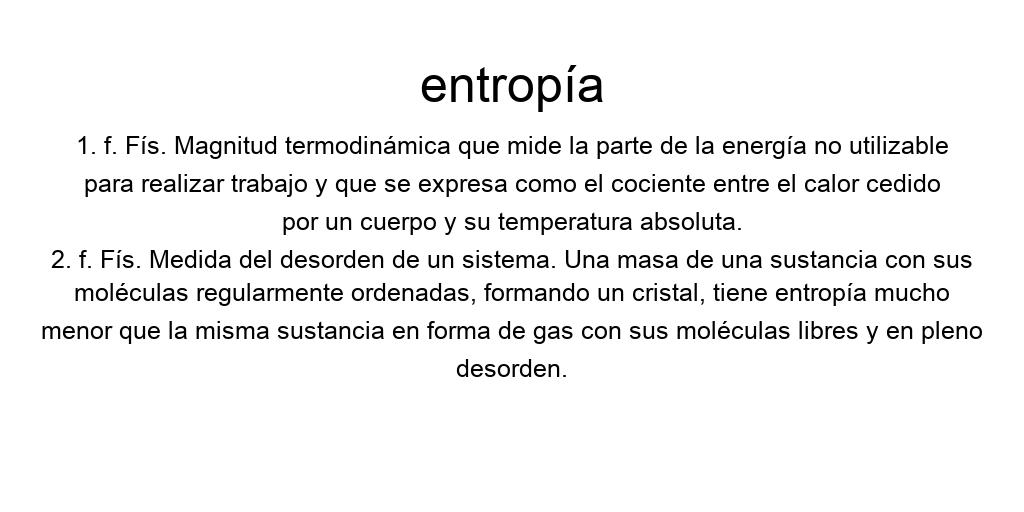 entropía
1. f. Fís. Magnitud termodinámica que mide la parte de la energía no utilizable
para realizar trabajo y que se expresa como el cociente entre el calor cedido
por un cuerpo y su temperatura absoluta.
2. f. Fís. Medida del desorden de un sistema. Una masa de una sustancia con sus
moléculas regularmente ordenadas, formando un cristal, tiene entropía mucho
menor que la misma sustancia en forma de gas con sus moléculas libres y en pleno
desorden.